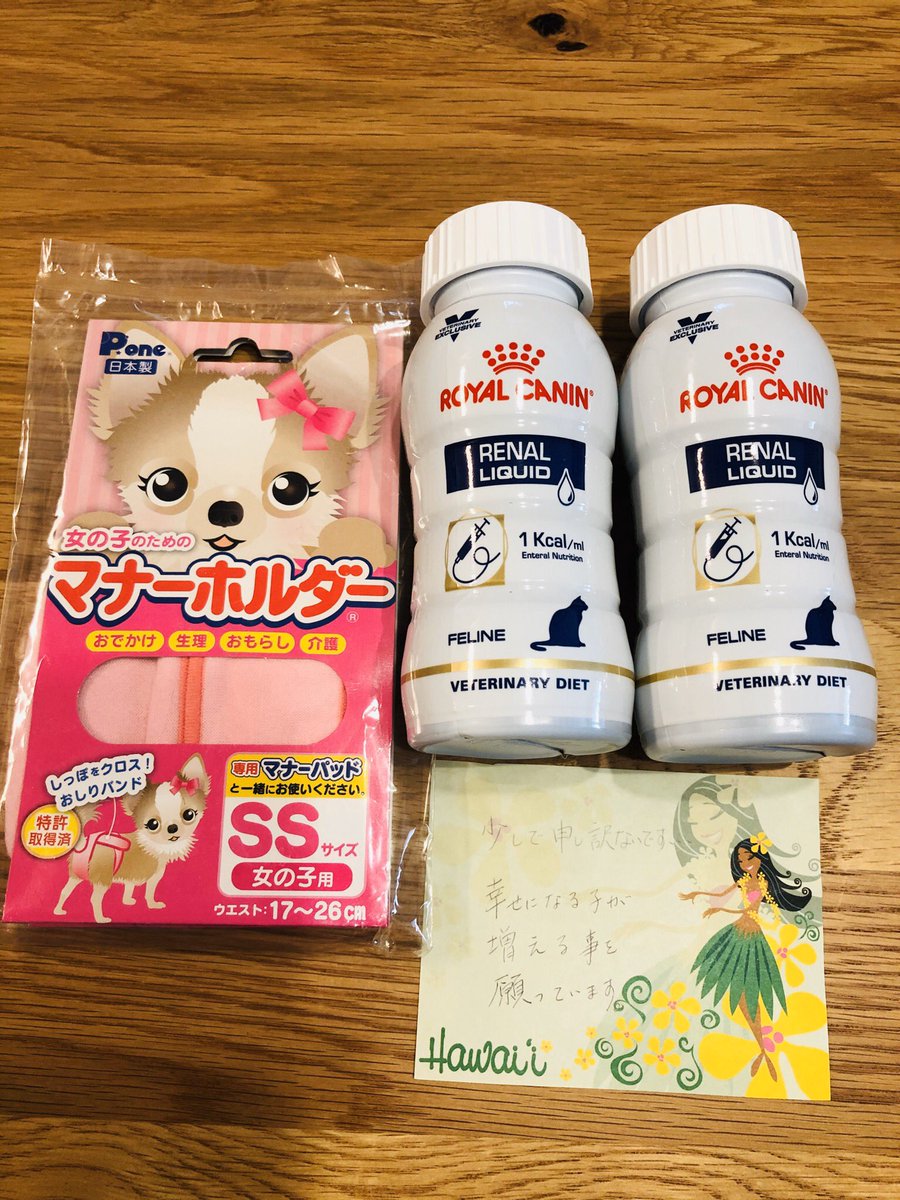 P.one
日本製
女の子のための
マナーホルダー®
おでかけ 生理 おもらし 介護
しっぽをクロス!
おしりバンド
特許
取得済
専用 マナーパッド
と一緒にお使いください。
SSサイズ
女の子用
ウエスト:17〜26cm
VETERINARY
EXCLUSIVE
ROYAL CANIN®
RENAL
LIQUID
1 Kcal/ml
Enteral Nutrition
FELINE
VETERINARY DIET
VETERINARY
EXCLUSIVE
ROYAL CANIN®
RENAL
LIQUID
1 Kcal/ml
Enteral Nutrition
FELINE
VETERINARY DIET
少しで申し訳ないです、
幸せになる子が
増える事を
願っています。
Hawai'i